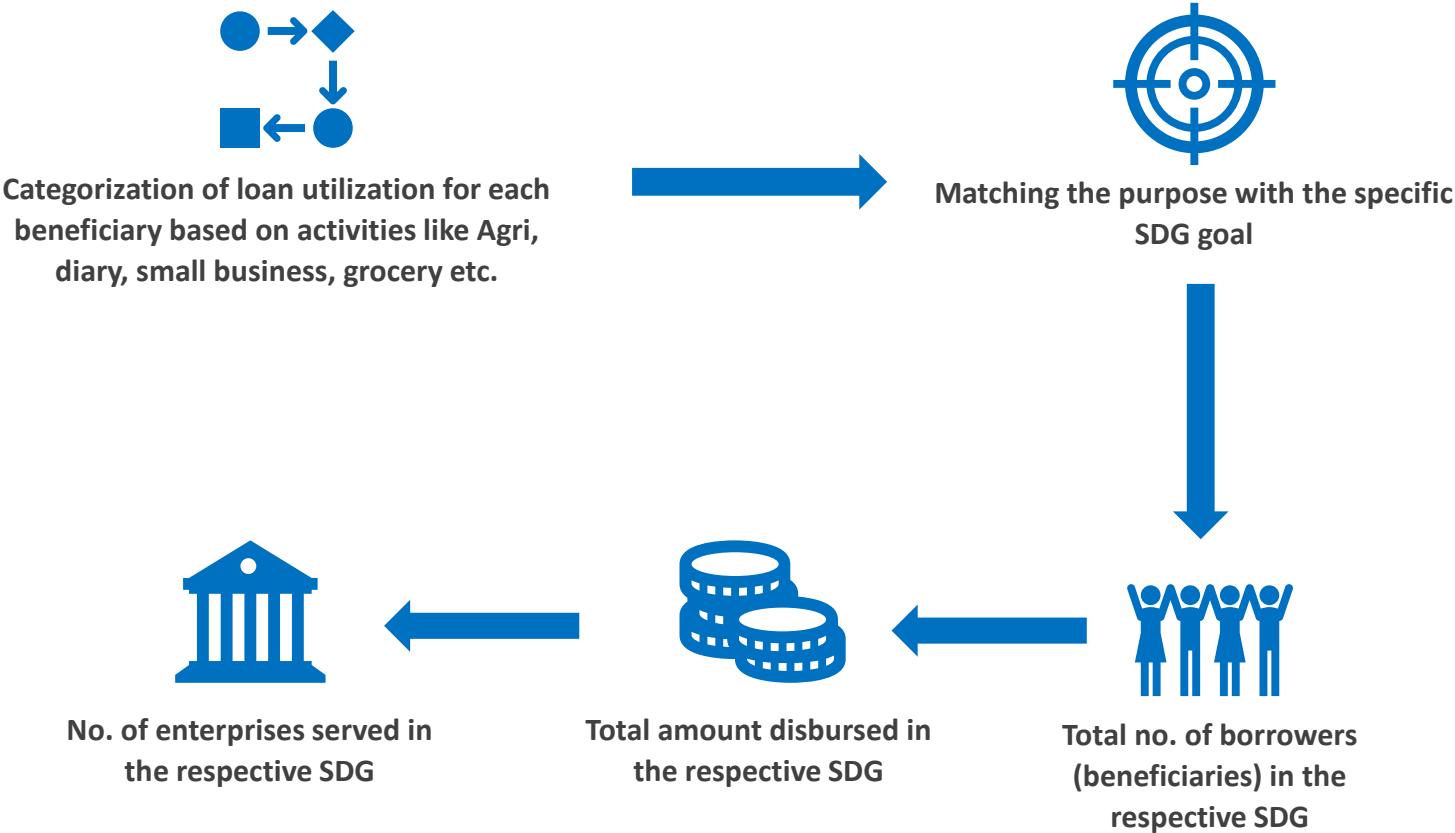 Categorization of loan utilization for each
beneficiary based on activities like Agri,
diary, small business, grocery etc.
Matching the purpose with the specific
SDG goal
Total no. of borrowers
(beneficiaries) in the
respective SDG
Total amount disbursed in
the respective SDG
No. of enterprises served in
the respective SDG